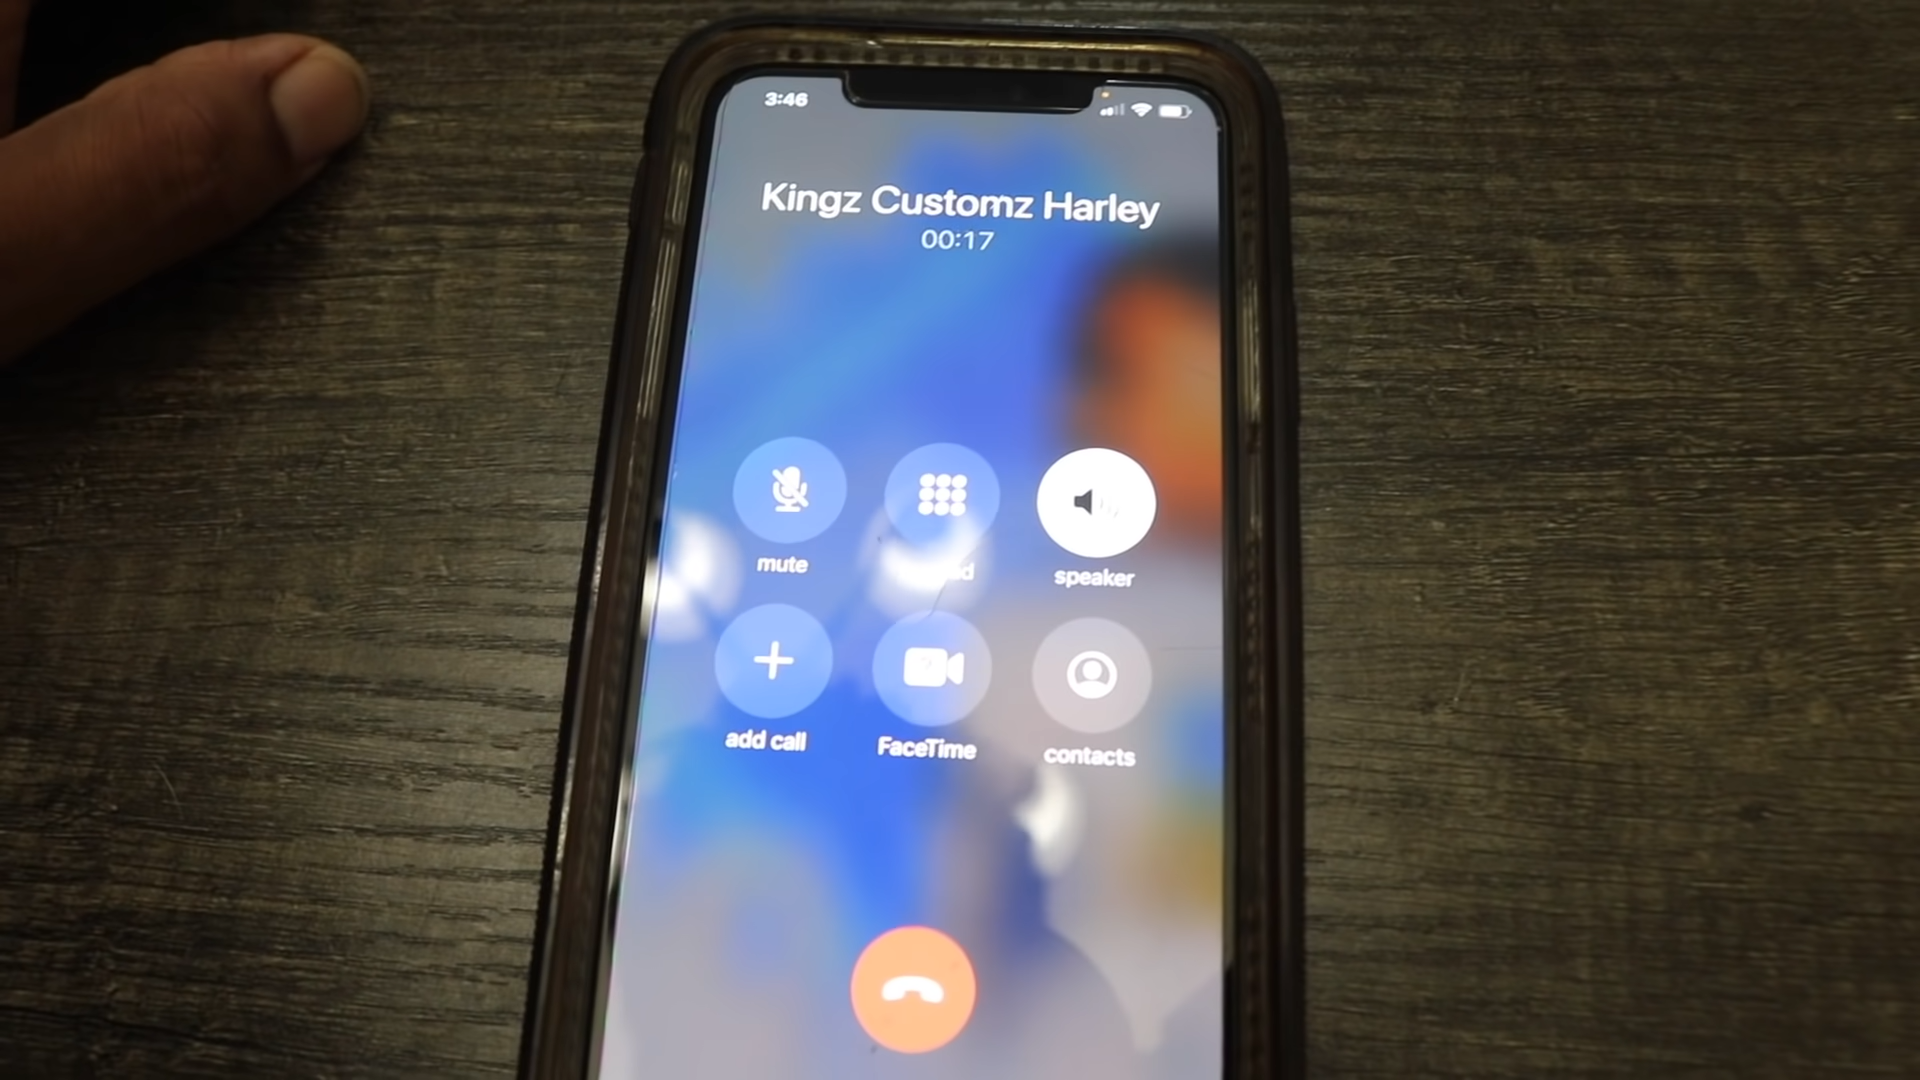 3:46
Kingz Customz Harley
00:17
mute
speaker
add call
FaceTime
contacts